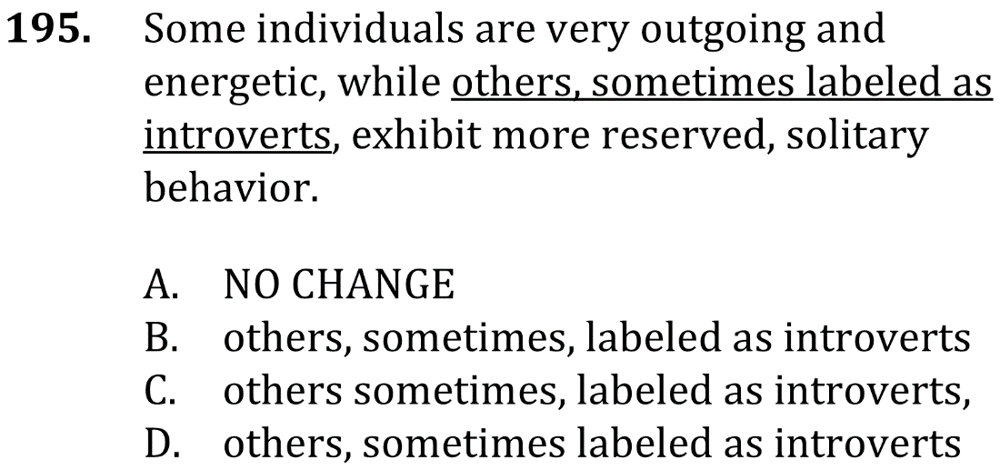 195. Some individuals are very outgoing and
energetic, while others, sometimes labeled as
introverts, exhibit more reserved, solitary
behavior.
A. NO CHANGE
B. others, sometimes, labeled as introverts
C. others sometimes, labeled as introverts,
D. others, sometimes labeled as introverts